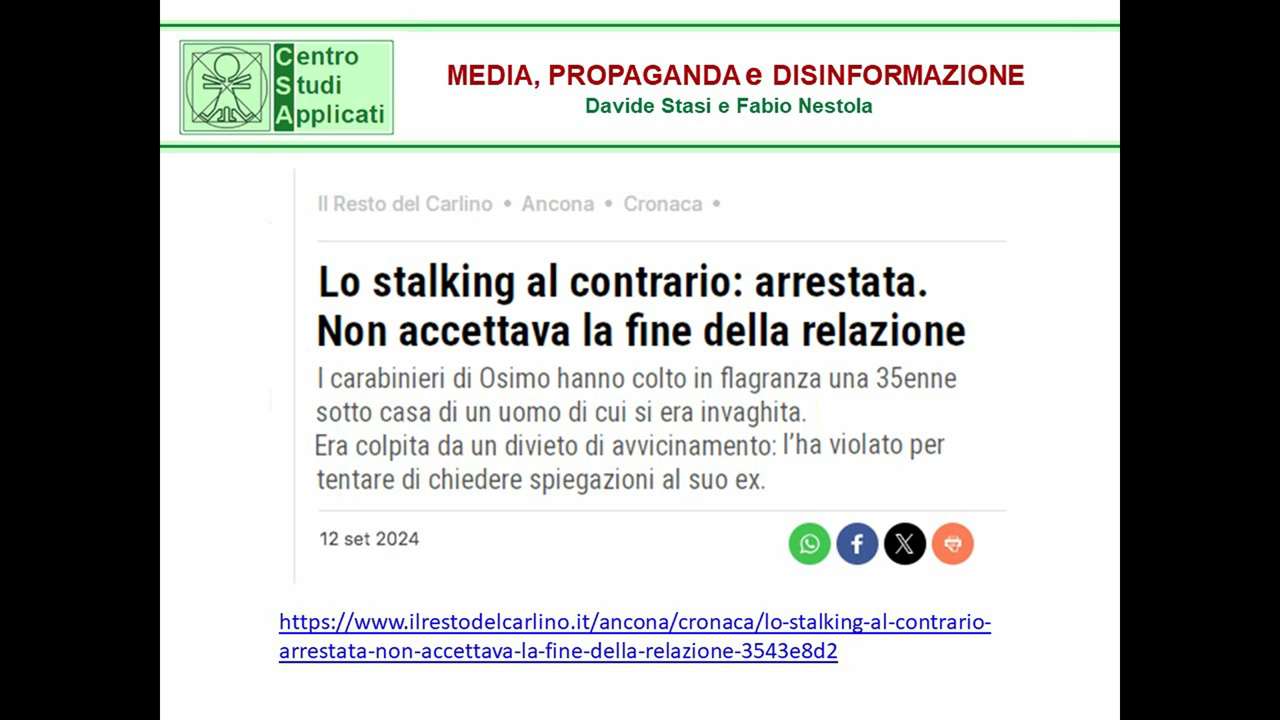 Centro
Studi
Applicati
MEDIA, PROPAGANDA e DISINFORMAZIONE
Davide Stasi e Fabio Nestola
Il Resto del Carlino • Ancona • Cronaca •
Lo stalking al contrario: arrestata.
Non accettava la fine della relazione
I carabinieri di Osimo hanno colto in flagranza una 35enne
sotto casa di un uomo di cui si era invaghita.
Era colpita da un divieto di avvicinamento: l’ha violato per
tentare di chiedere spiegazioni al suo ex.
12 set 2024
https://www.ilrestodelcarlino.it/ancona/cronaca/lo-stalking-al-contrario-
arrestata-non-accettava-la-fine-della-relazione-3543e8d2